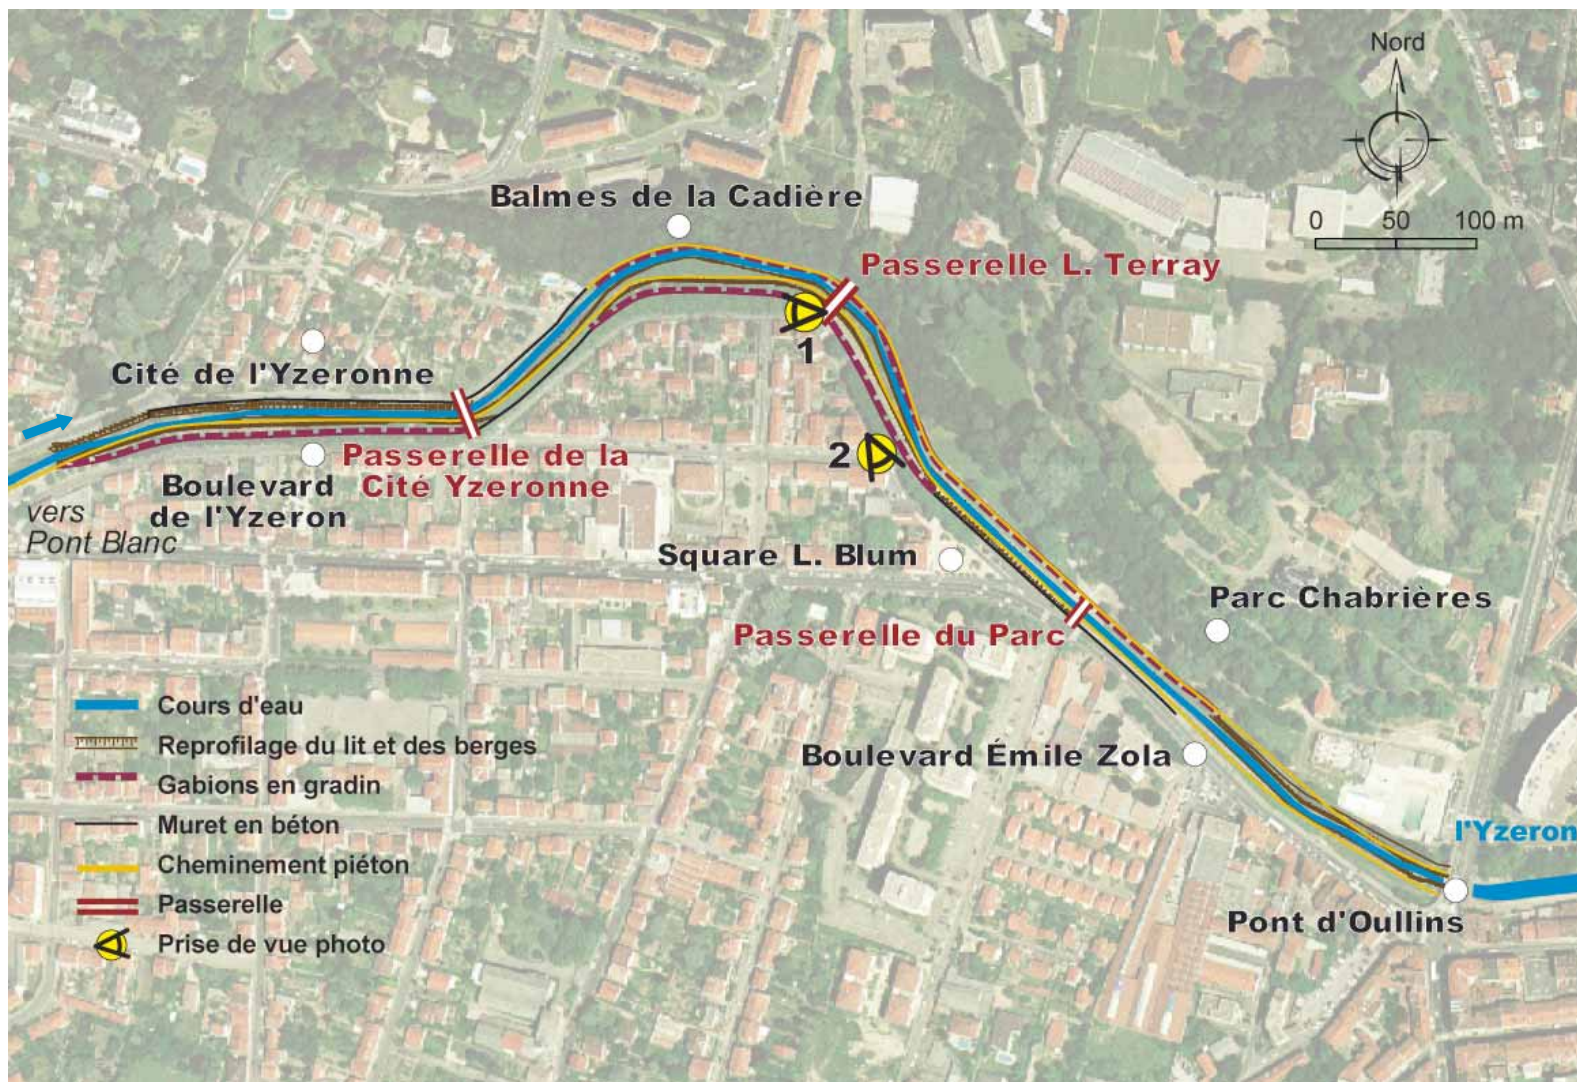 Nord
0 50 100 m
Balmes de la Cadière
Passerelle L. Terray
1
Cité de l'Yzeronne
2
Passerelle de la
Cité Yzeronne
Boulevard
de l'Yzeron
vers
Pont Blanc
Square L. Blum
Parc Chabrières
Passerelle du Parc
Boulevard Émile Zola
l'Yzeron
Pont d'Oullins
Cours d'eau
Reprofilage du lit et des berges
Gabions en gradin
Muret en béton
Cheminement piéton
Passerelle
Prise de vue photo